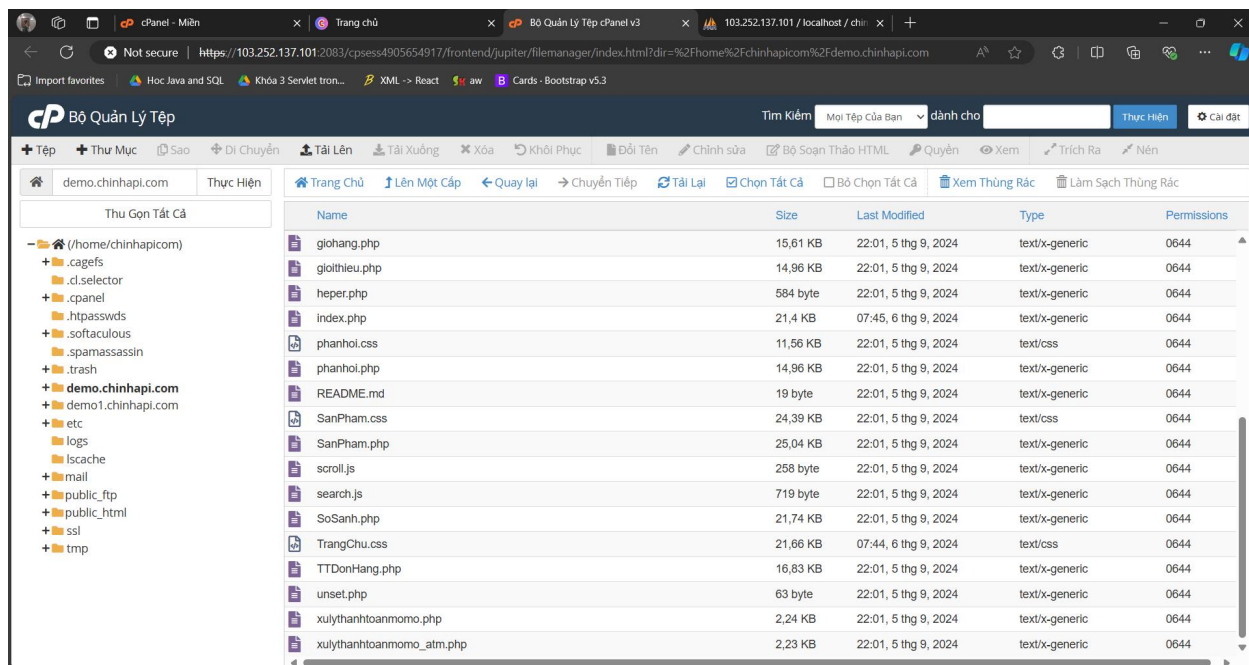 cPanel - Miền
Trang chủ
Bộ Quản Lý Tệp cPanel v3
103.252.137.101 / localhost / chin
Not secure
https://103.252.137.101:2083/cpsess4905654917/frontend/jupiter/filemanager/index.html?dir=%2Fhome%2Fchinhapicom%2Fdemo.chinhapi.com
Import favorites
Hoc Java and SQL
Khóa 3 Servlet tron...
XML -> React
aw
Cards · Bootstrap v5.3
cP Bộ Quản Lý Tệp
Tìm Kiếm Mọi Tệp Của Bạn dành cho Thực Hiện Cài đặt
Tệp Thư Mục Sao Di Chuyển Tải Lên Tải Xuống Xóa Khôi Phục Đổi Tên Chỉnh sửa Bộ Soạn Thảo HTML Quyền Xem Trích Ra Nén
demo.chinhapi.com Thực Hiện
Trang Chủ Lên Một Cấp Quay lại Chuyển Tiếp Tải Lại Chọn Tất Cả Bỏ Chọn Tất Cả Xem Thùng Rác Làm Sạch Thùng Rác
Thu Gọn Tất Cả
(/home/chinhapicom)
.cagefs
.cl.selector
.cpanel
.htpasswds
.softaculous
.spamassassin
.trash
demo.chinhapi.com
demo1.chinhapi.com
etc
logs
lscache
mail
public_ftp
public_html
ssl
tmp
Name Size Last Modified Type Permissions
giohang.php 15,61 KB 22:01, 5 thg 9, 2024 text/x-generic 0644
gioithieu.php 14,96 KB 22:01, 5 thg 9, 2024 text/x-generic 0644
heper.php 584 byte 22:01, 5 thg 9, 2024 text/x-generic 0644
index.php 21,4 KB 07:45, 6 thg 9, 2024 text/x-generic 0644
phanhoi.css 11,56 KB 22:01, 5 thg 9, 2024 text/css 0644
phanhoi.php 14,96 KB 22:01, 5 thg 9, 2024 text/x-generic 0644
README.md 19 byte 22:01, 5 thg 9, 2024 text/x-generic 0644
SanPham.css 24,39 KB 22:01, 5 thg 9, 2024 text/css 0644
SanPham.php 25,04 KB 22:01, 5 thg 9, 2024 text/x-generic 0644
scroll.js 258 byte 22:01, 5 thg 9, 2024 text/x-generic 0644
search.js 719 byte 22:01, 5 thg 9, 2024 text/x-generic 0644
SoSanh.php 21,74 KB 22:01, 5 thg 9, 2024 text/x-generic 0644
TrangChu.css 21,66 KB 07:44, 6 thg 9, 2024 text/css 0644
TTDonHang.php 16,83 KB 22:01, 5 thg 9, 2024 text/x-generic 0644
unset.php 63 byte 22:01, 5 thg 9, 2024 text/x-generic 0644
xulythanhtoanmomo.php 2,24 KB 22:01, 5 thg 9, 2024 text/x-generic 0644
xulythanhtoanmomo_atm.php 2,23 KB 22:01, 5 thg 9, 2024 text/x-generic 0644